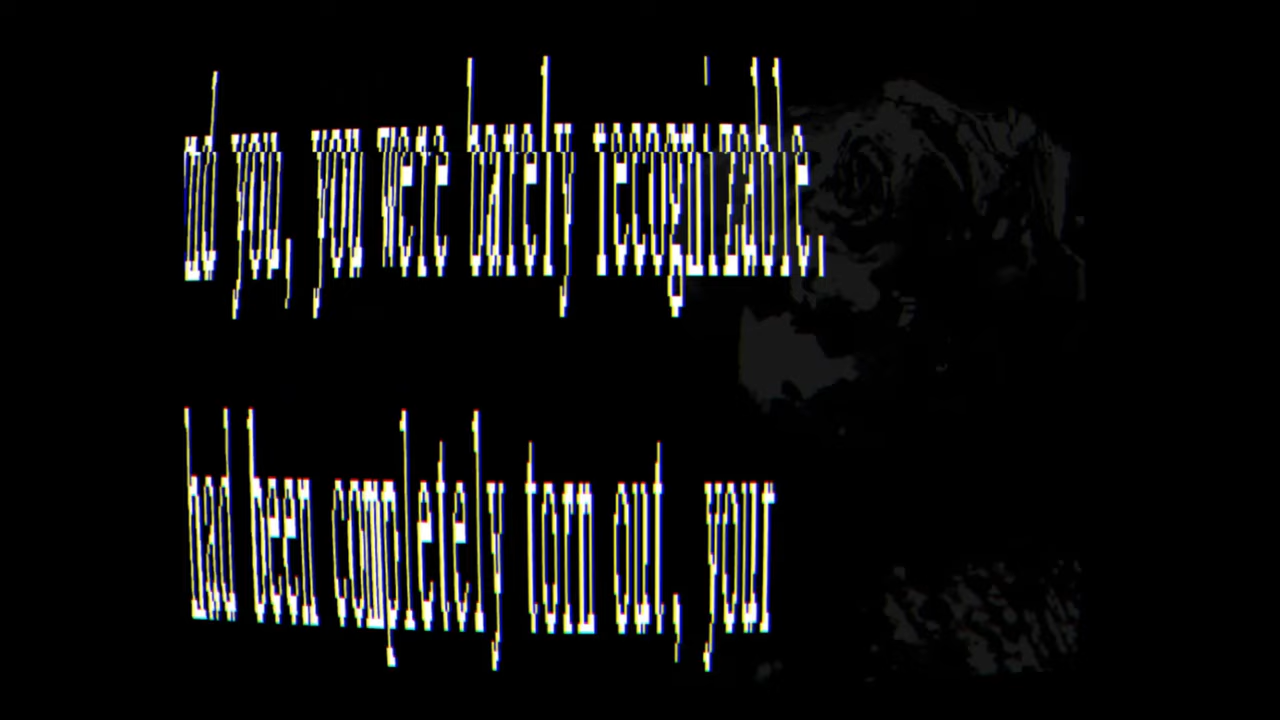 nd you, you were barely recognizable,
had been completely torn out, your